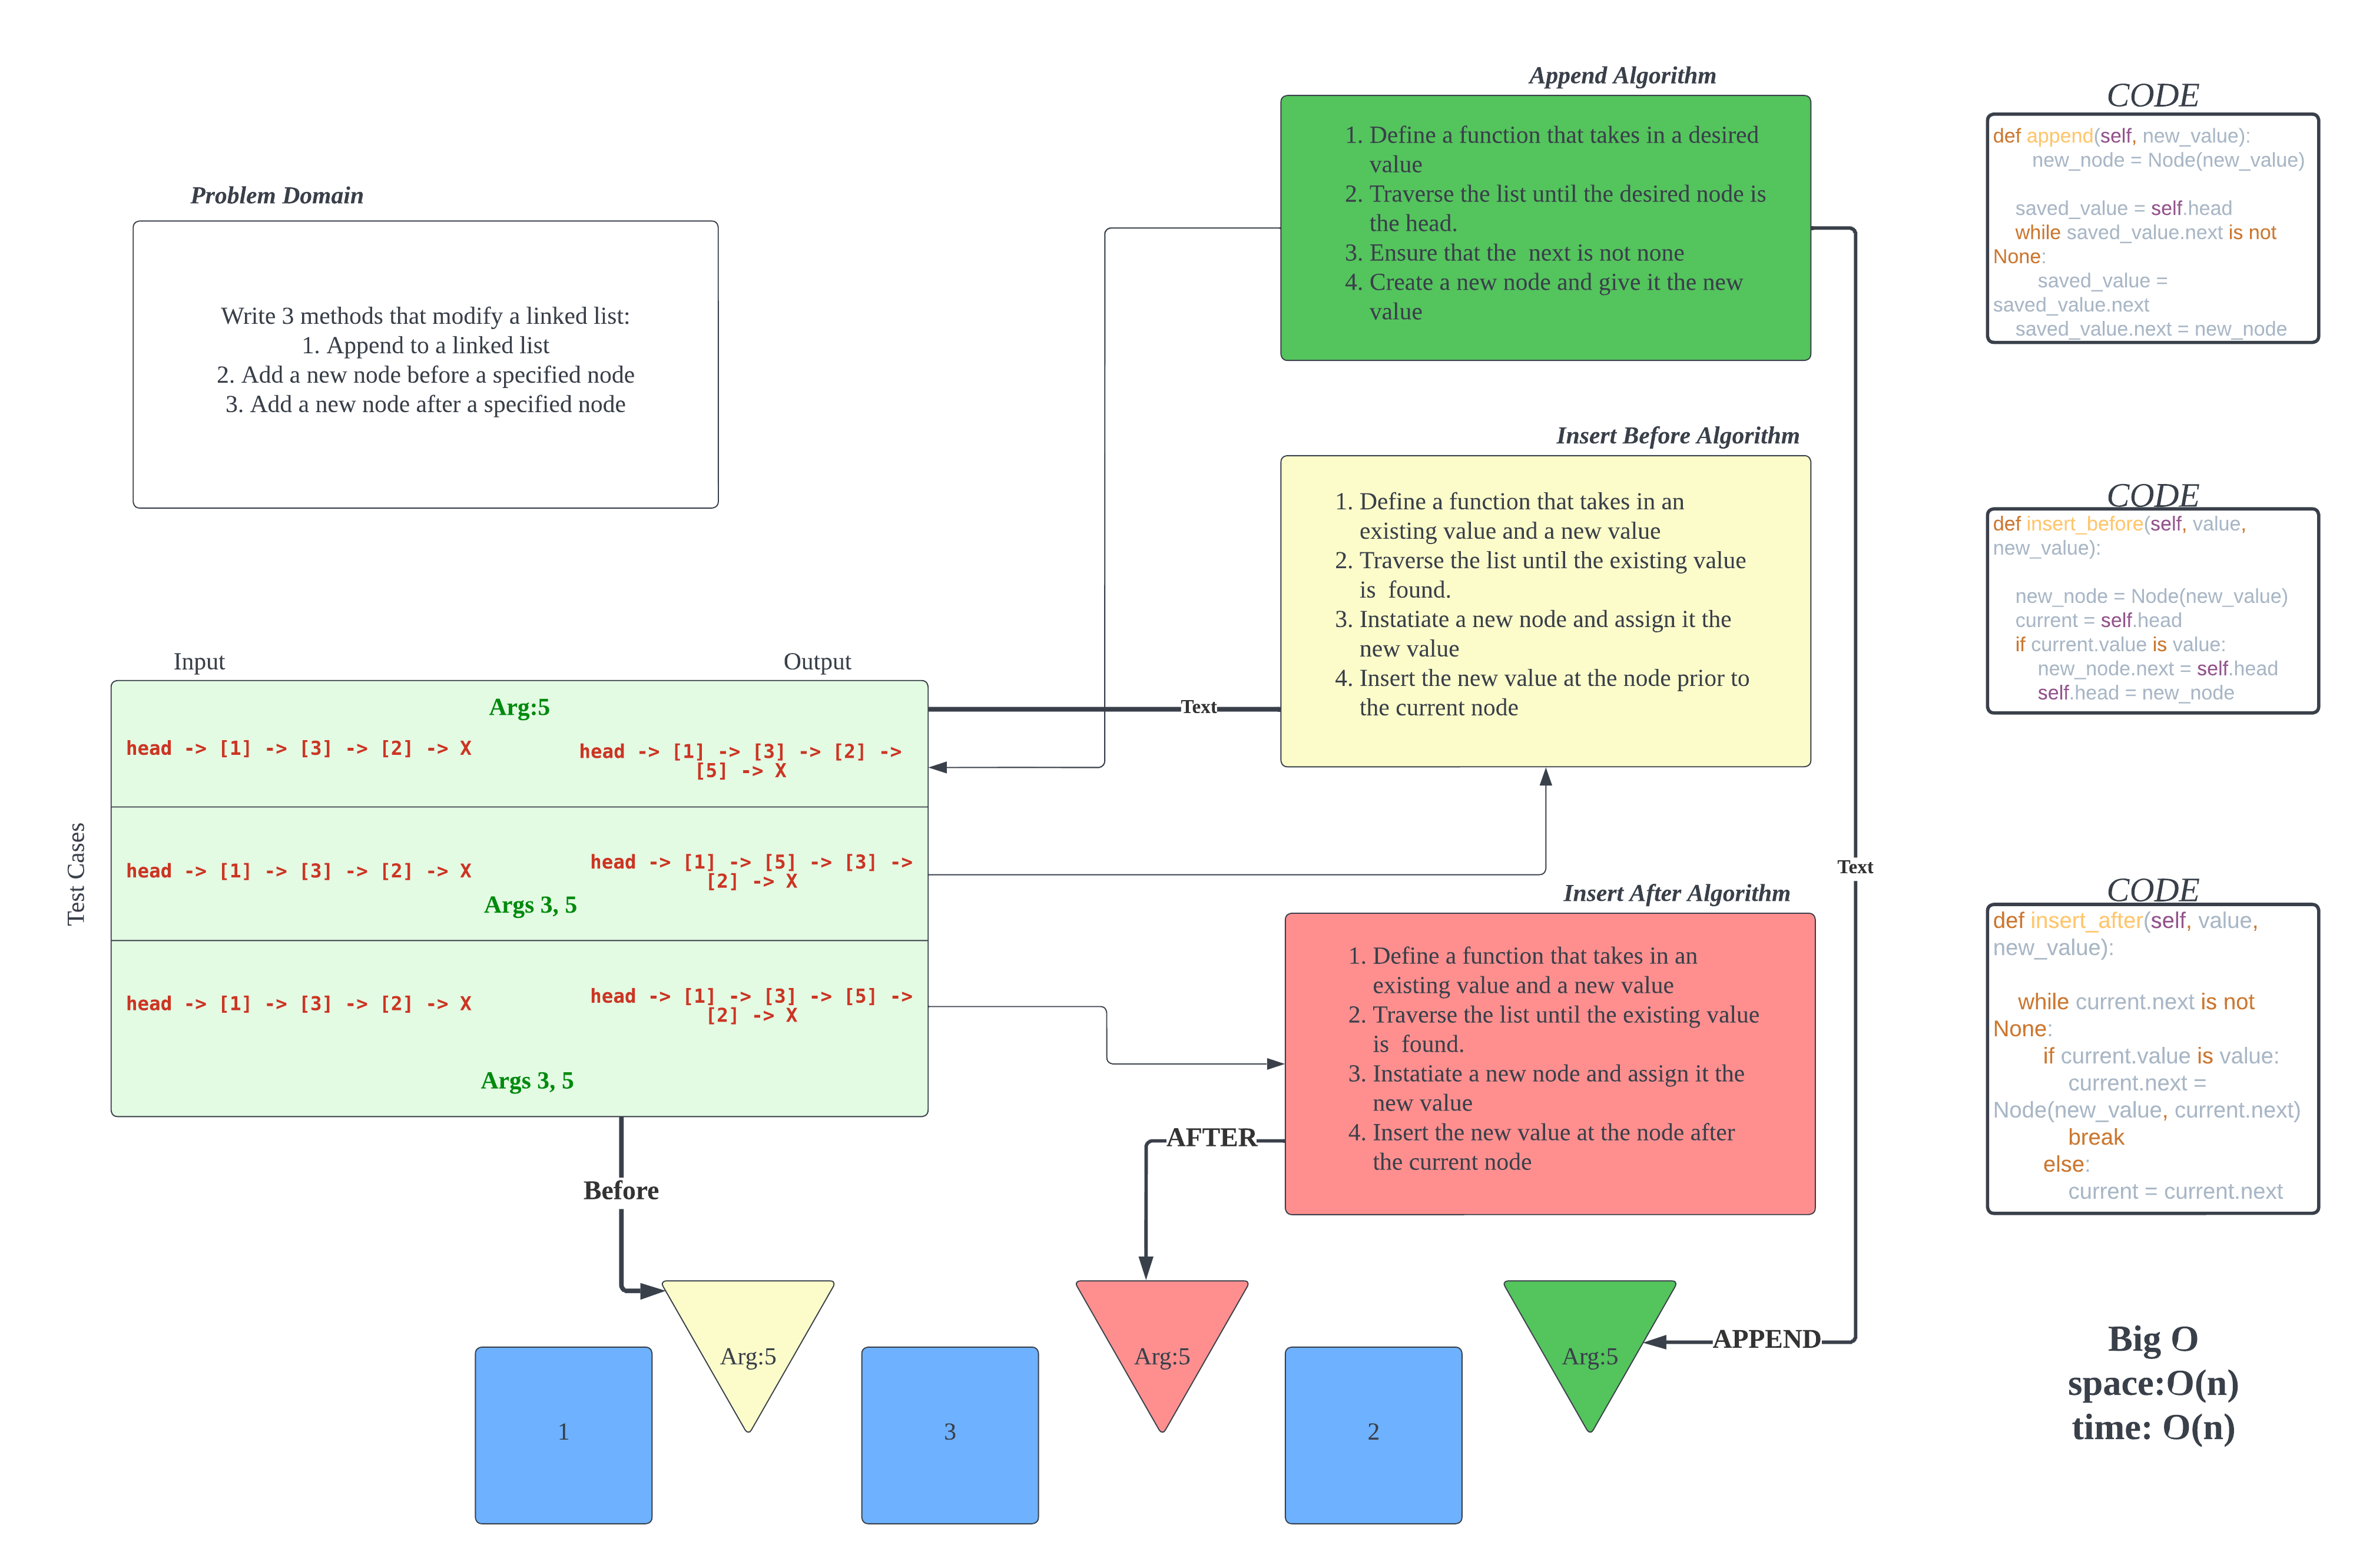 Problem Domain
Write 3 methods that modify a linked list:
1. Append to a linked list
2. Add a new node before a specified node
3. Add a new node after a specified node
Append Algorithm
1. Define a function that takes in a desired
value
2. Traverse the list until the desired node is
the head.
3. Ensure that the  next is not none
4. Create a new node and give it the new
value
CODE
def append(self, new_value):
new_node = Node(new_value)
saved_value = self.head
while saved_value.next is not
None:
saved_value =
saved_value.next
saved_value.next = new_node
Insert Before Algorithm
1. Define a function that takes in an
existing value and a new value
2. Traverse the list until the existing value
is  found.
3. Instatiate a new node and assign it the
new value
4. Insert the new value at the node prior to
the current node
CODE
def insert_before(self, value,
new_value):
new_node = Node(new_value)
current = self.head
if current.value is value:
new_node.next = self.head
self.head = new_node
Input
Output
Test Cases
Arg:5
head -> [1] -> [3] -> [2] -> X
head -> [1] -> [3] -> [2] ->
[5] -> X
head -> [1] -> [3] -> [2] -> X
head -> [1] -> [5] -> [3] ->
[2] -> X
Args 3, 5
head -> [1] -> [3] -> [2] -> X
head -> [1] -> [3] -> [5] ->
[2] -> X
Args 3, 5
Text
Text
Insert After Algorithm
1. Define a function that takes in an
existing value and a new value
2. Traverse the list until the existing value
is  found.
3. Instatiate a new node and assign it the
new value
4. Insert the new value at the node after
the current node
CODE
def insert_after(self, value,
new_value):
while current.next is not
None:
if current.value is value:
current.next =
Node(new_value, current.next)
break
else:
current = current.next
Before
AFTER
APPEND
Arg:5
Arg:5
Arg:5
1
3
2
Big O
space:O(n)
time: O(n)